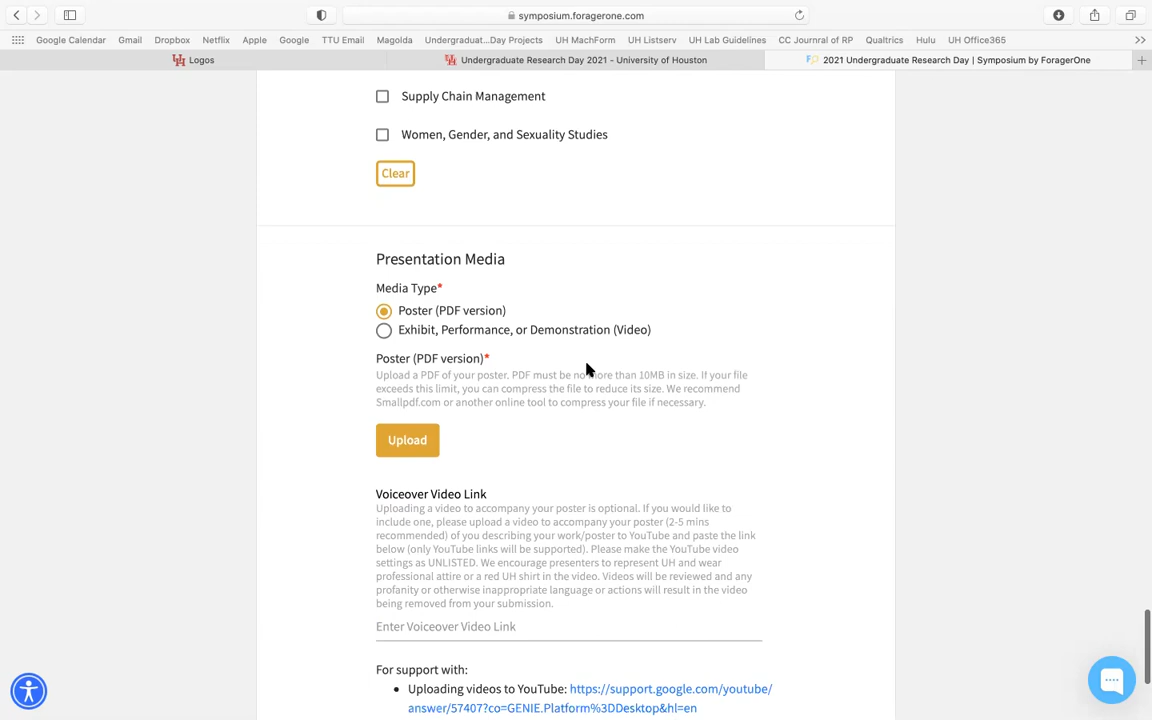 symposium.foragerone.com
Google Calendar Gmail Dropbox Netflix Apple Google TTU Email Magolda Undergraduat...Day Projects UH MachForm UH Listserv UH Lab Guidelines CC Journral of RP Qualtrics Hulu UH Office365
Logos Undergraduate Research Day 2021 - University of Houston 2021 Undergraduate Research Day | Symposium by ForagerOne
Supply Chain Management
Women, Gender, and Sexuality Studies
Clear
Presentation Media
Media Type*
Poster (PDF version)
Exhibit, Performance, or Demonstration (Video)
Poster (PDF version)*
Upload a PDF of your poster. PDF must be no more than 10MB in size. If your file
exceeds this limit, you can compress the file to reduce its size. We recommend
Smallpdf.com or another online tool to compress your file if necessary.
Upload
Voiceover Video Link
Uploading a video to accompany your poster is optional. If you would like to
include one, please upload a video to accompany your poster (2-5 mins
recommended) of you describing your work/poster to YouTube and paste the link
below (only YouTube links will be supported). Please make the YouTube video
settings as UNLISTED. We encourage presenters to represent UH and wear
professional attire or a red UH shirt in the video. Videos will be reviewed and any
profanity or otherwise inappropriate language or actions will result in the video
being removed from your submission.
Enter Voiceover Video Link
For support with:
Uploading videos to YouTube: https://support.google.com/youtube/
answer/57407?co=GENIE.Platform%3DDesktop&hl=en